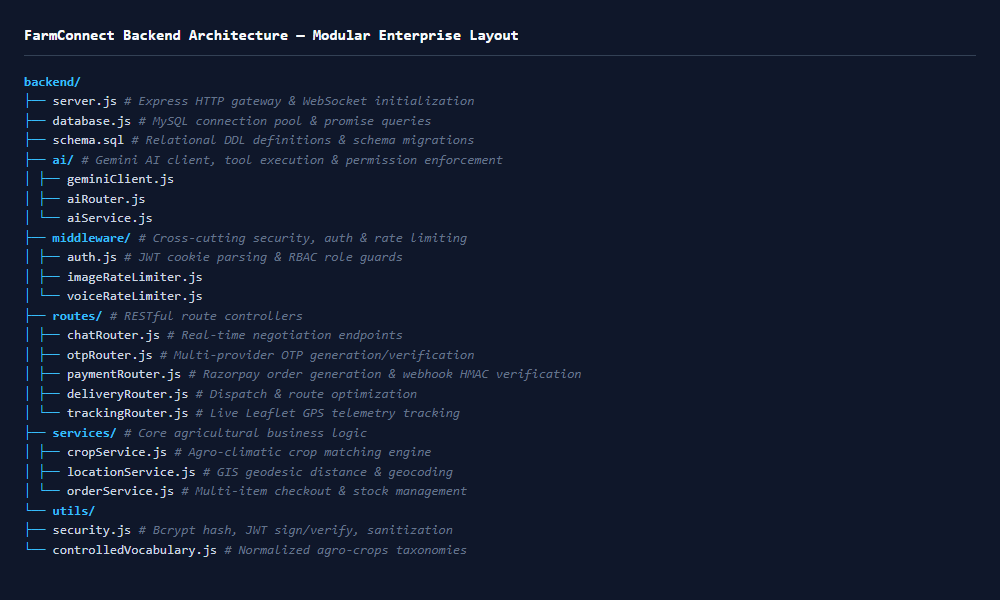 FarmConnect Backend Architecture — Modular Enterprise Layout
backend/
├── server.js # Express HTTP gateway & WebSocket initialization
├── database.js # MySQL connection pool & promise queries
├── schema.sql # Relational DDL definitions & schema migrations
├── ai/ # Gemini AI client, tool execution & permission enforcement
│ ├── geminiClient.js
│ ├── aiRouter.js
│ └── aiService.js
├── middleware/ # Cross-cutting security, auth & rate limiting
│ ├── auth.js # JWT cookie parsing & RBAC role guards
│ ├── imageRateLimiter.js
│ └── voiceRateLimiter.js
├── routes/ # RESTful route controllers
│ ├── chatRouter.js # Real-time negotiation endpoints
│ ├── otpRouter.js # Multi-provider OTP generation/verification
│ ├── paymentRouter.js # Razorpay order generation & webhook HMAC verification
│ ├── deliveryRouter.js # Dispatch & route optimization
│ └── trackingRouter.js # Live Leaflet GPS telemetry tracking
├── services/ # Core agricultural business logic
│ ├── cropService.js # Agro-climatic crop matching engine
│ ├── locationService.js # GIS geodesic distance & geocoding
│ └── orderService.js # Multi-item checkout & stock management
└── utils/
├── security.js # Bcrypt hash, JWT sign/verify, sanitization
└── controlledVocabulary.js # Normalized agro-crops taxonomies